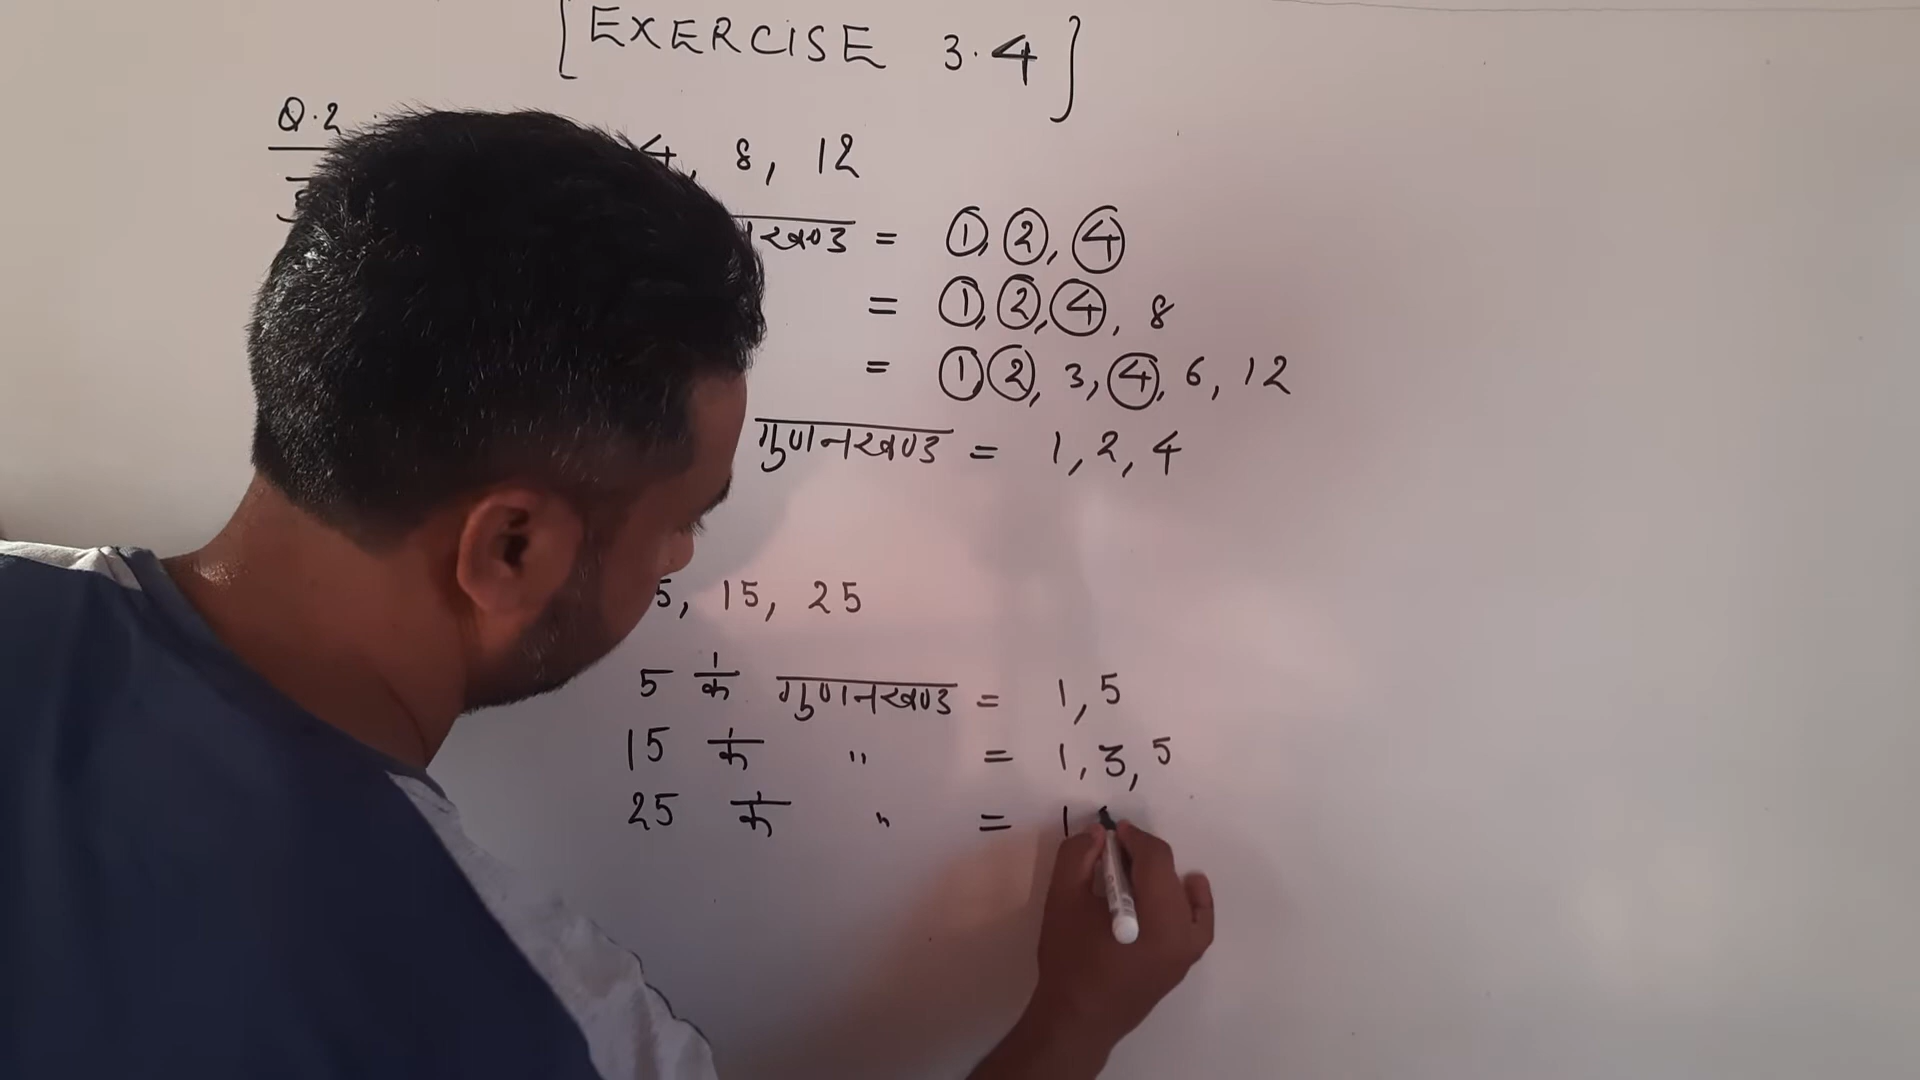 [EXERCISE 3.4]
Q.2
4, 8, 12
= 1, 2, 4
= 1, 2, 4, 8
= 1 2, 3, 4, 6, 12
गुणनखण्ड = 1, 2, 4
5, 15, 25
5 के गुणनखण्ड = 1, 5
15 के " = 1, 3, 5
25 के " = 1